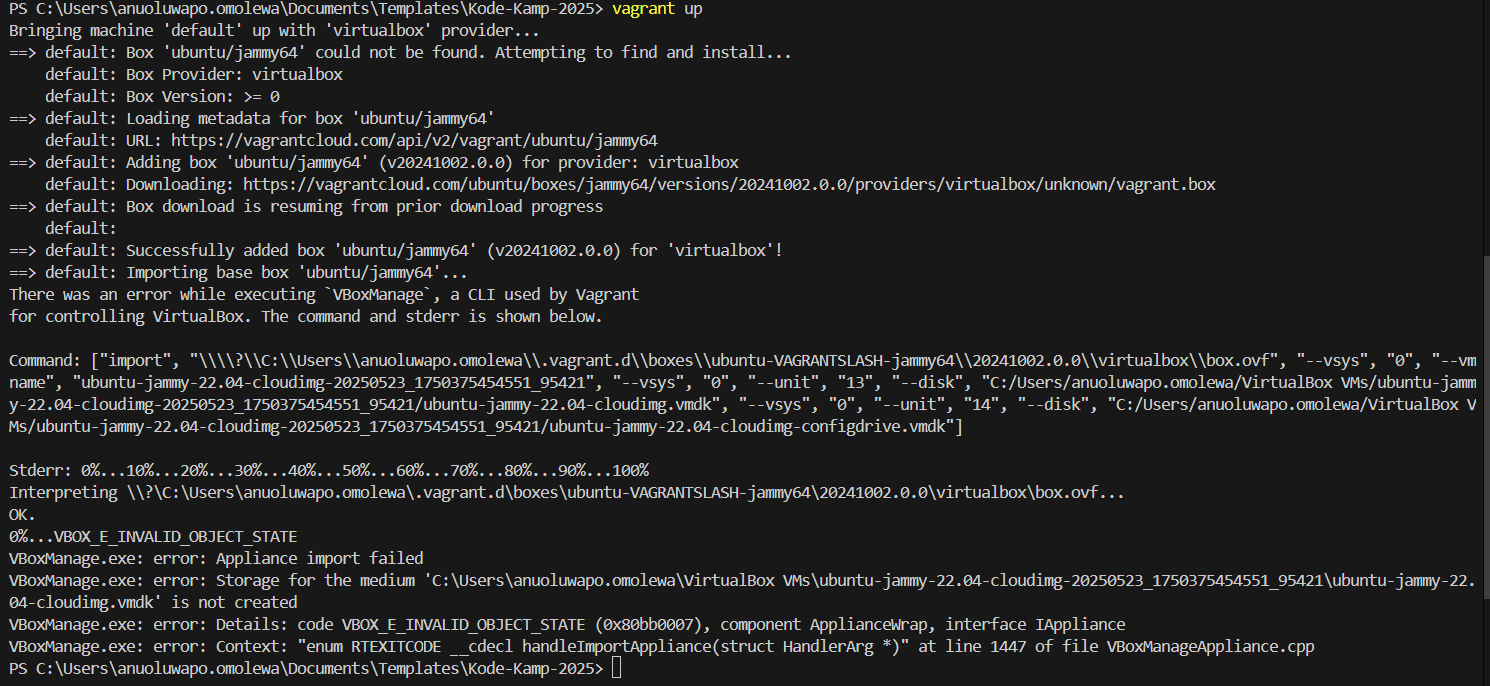 PS C:\Users\anuoluwapo.omolewa\Documents\Templates\Kode-Kamp-2025> vagrant up
Bringing machine 'default' up with 'virtualbox' provider...
==> default: Box 'ubuntu/jammy64' could not be found. Attempting to find and install...
    default: Box Provider: virtualbox
    default: Box Version: >= 0
==> default: Loading metadata for box 'ubuntu/jammy64'
    default: URL: https://vagrantcloud.com/api/v2/vagrant/ubuntu/jammy64
==> default: Adding box 'ubuntu/jammy64' (v20241002.0.0) for provider: virtualbox
    default: Downloading: https://vagrantcloud.com/ubuntu/boxes/jammy64/versions/20241002.0.0/providers/virtualbox/unknown/vagrant.box
==> default: Box download is resuming from prior download progress
    default:
==> default: Successfully added box 'ubuntu/jammy64' (v20241002.0.0) for 'virtualbox'!
==> default: Importing base box 'ubuntu/jammy64'...
There was an error while executing `VBoxManage`, a CLI used by Vagrant
for controlling VirtualBox. The command and stderr is shown below.

Command: ["import", "\\\\?\\C:\\Users\\anuoluwapo.omolewa\\.vagrant.d\\boxes\\ubuntu-VAGRANTSLASH-jammy64\\20241002.0.0\\virtualbox\\box.ovf", "--vsys", "0", "--vm
name", "ubuntu-jammy-22.04-cloudimg-20250523_1750375454551_95421", "--vsys", "0", "--unit", "13", "--disk", "C:/Users/anuoluwapo.omolewa/VirtualBox VMs/ubuntu-jamm
y-22.04-cloudimg-20250523_1750375454551_95421/ubuntu-jammy-22.04-cloudimg.vmdk", "--vsys", "0", "--unit", "14", "--disk", "C:/Users/anuoluwapo.omolewa/VirtualBox V
Ms/ubuntu-jammy-22.04-cloudimg-20250523_1750375454551_95421/ubuntu-jammy-22.04-cloudimg-configdrive.vmdk"]

Stderr: 0%...10%...20%...30%...40%...50%...60%...70%...80%...90%...100%
Interpreting \\?\C:\Users\anuoluwapo.omolewa\.vagrant.d\boxes\ubuntu-VAGRANTSLASH-jammy64\20241002.0.0\virtualbox\box.ovf...
OK.
0%...VBOX_E_INVALID_OBJECT_STATE
VBoxManage.exe: error: Appliance import failed
VBoxManage.exe: error: Storage for the medium 'C:\Users\anuoluwapo.omolewa\VirtualBox VMs\ubuntu-jammy-22.04-cloudimg-20250523_1750375454551_95421\ubuntu-jammy-22.
04-cloudimg.vmdk' is not created
VBoxManage.exe: error: Details: code VBOX_E_INVALID_OBJECT_STATE (0x80bb0007), component ApplianceWrap, interface IAppliance
VBoxManage.exe: error: Context: "enum RTEXITCODE __cdecl handleImportAppliance(struct HandlerArg *)" at line 1447 of file VBoxManageAppliance.cpp
PS C:\Users\anuoluwapo.omolewa\Documents\Templates\Kode-Kamp-2025>